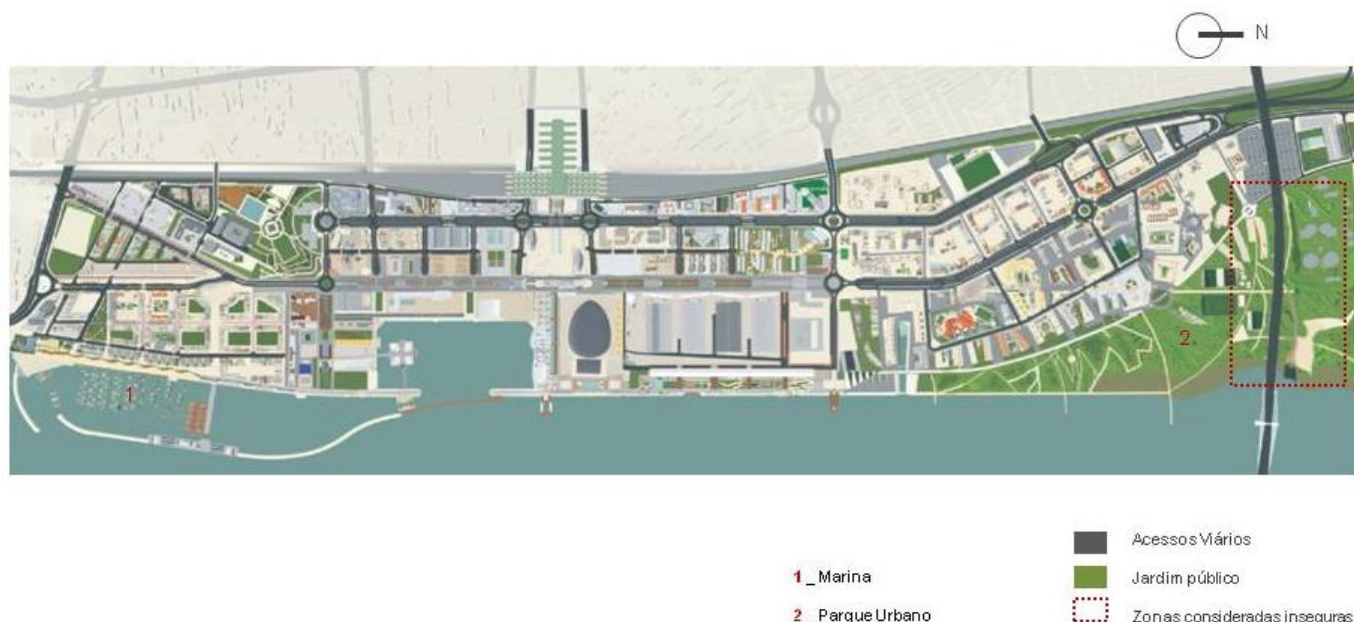 N
1
2
1 _ Marina
2 Parque Urbano
Acessos Viários
Jardim público
Zonas consideradas inseguras